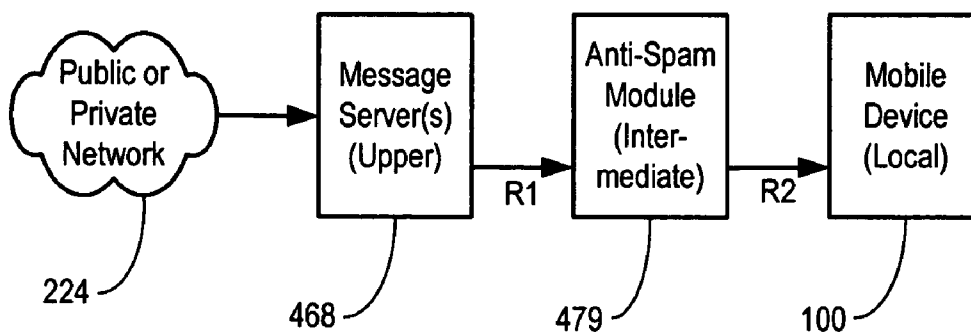 Public or
Private
Network
Message
Server(s)
(Upper)
R1
Anti-Spam
Module
(Inter-
mediate)
R2
Mobile
Device
(Local)
224
468
479
100